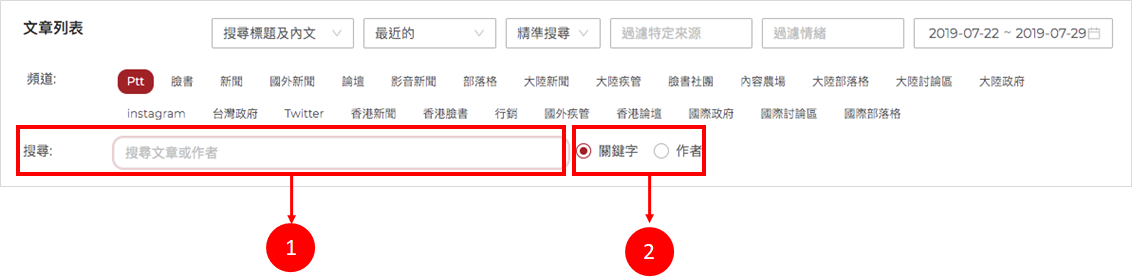 文章列表 搜尋標題及內文 最近的 精準搜尋 過濾特定來源 過濾情緒 2019-07-22 ~ 2019-07-29
頻道: Ptt 臉書 新聞 國外新聞 論壇 影音新聞 部落格 大陸新聞 大陸疾管 臉書社團 內容農場 大陸部落格 大陸討論區 大陸政府
instagram 台灣政府 Twitter 香港新聞 香港臉書 行銷 國外疾管 香港論壇 國際政府 國際討論區 國際部落格
搜尋: 搜尋文章或作者 關鍵字 作者
1 2